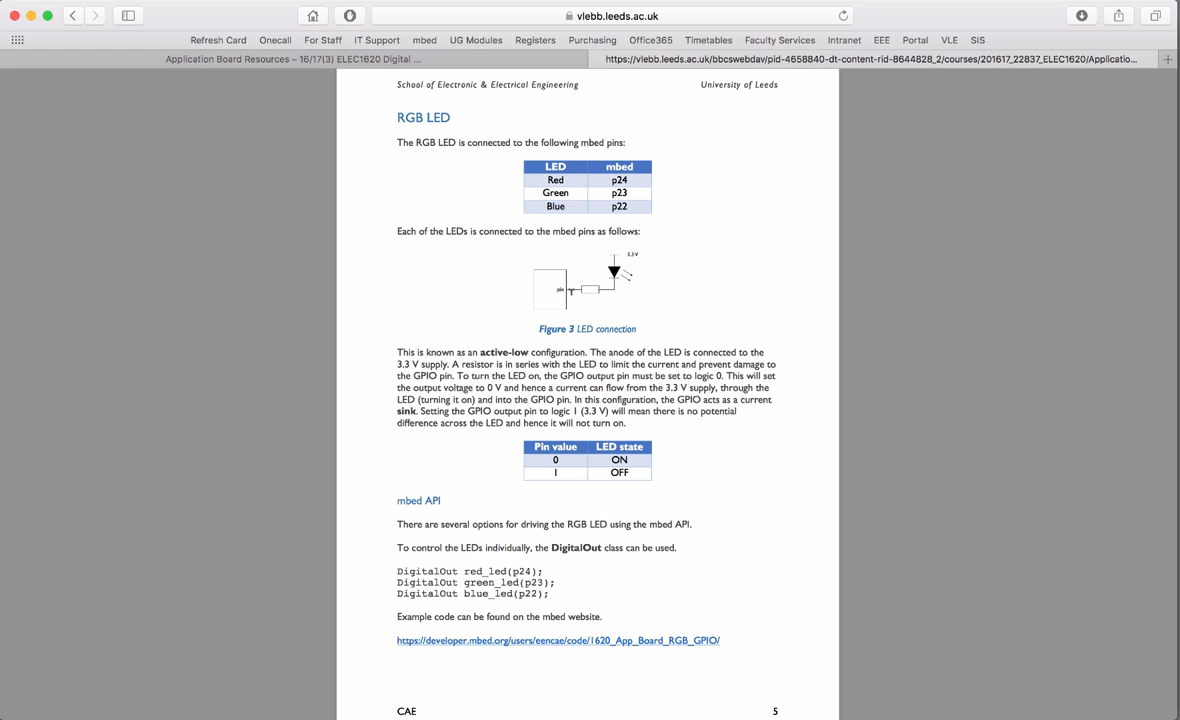 vlebb.leeds.ac.uk
Refresh Card Onecall For Staff IT Support mbed UG Modules Registers Purchasing Office365 Timetables Faculty Services Intranet EEE Portal VLE SIS
Application Board Resources – 16/17(3) ELEC1620 Digital ...
https://vlebb.leeds.ac.uk/bbcswebdav/pid-4658840-dt-content-rid-8644828_2/courses/201617_22837_ELEC1620/Applicatio...
School of Electronic & Electrical Engineering University of Leeds
RGB LED
The RGB LED is connected to the following mbed pins:
LED mbed
Red p24
Green p23
Blue p22
Each of the LEDs is connected to the mbed pins as follows:
3.3V
pin
Figure 3 LED connection
This is known as an active-low configuration. The anode of the LED is connected to the
3.3 V supply. A resistor is in series with the LED to limit the current and prevent damage to
the GPIO pin. To turn the LED on, the GPIO output pin must be set to logic 0. This will set
the output voltage to 0 V and hence a current can flow from the 3.3 V supply, through the
LED (turning it on) and into the GPIO pin. In this configuration, the GPIO acts as a current
sink. Setting the GPIO output pin to logic 1 (3.3 V) will mean there is no potential
difference across the LED and hence it will not turn on.
Pin value LED state
0 ON
1 OFF
mbed API
There are several options for driving the RGB LED using the mbed API.
To control the LEDs individually, the DigitalOut class can be used.
DigitalOut red_led(p24);
DigitalOut green_led(p23);
DigitalOut blue_led(p22);
Example code can be found on the mbed website.
https://developer.mbed.org/users/eencae/code/1620_App_Board_RGB_GPIO/
CAE 5